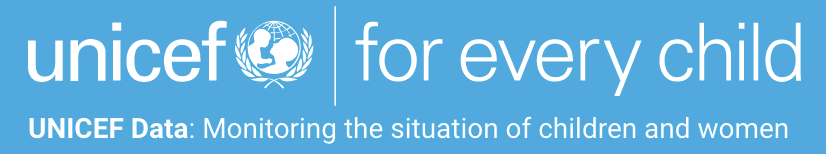 unicef for every child
UNICEF Data: Monitoring the situation of children and women